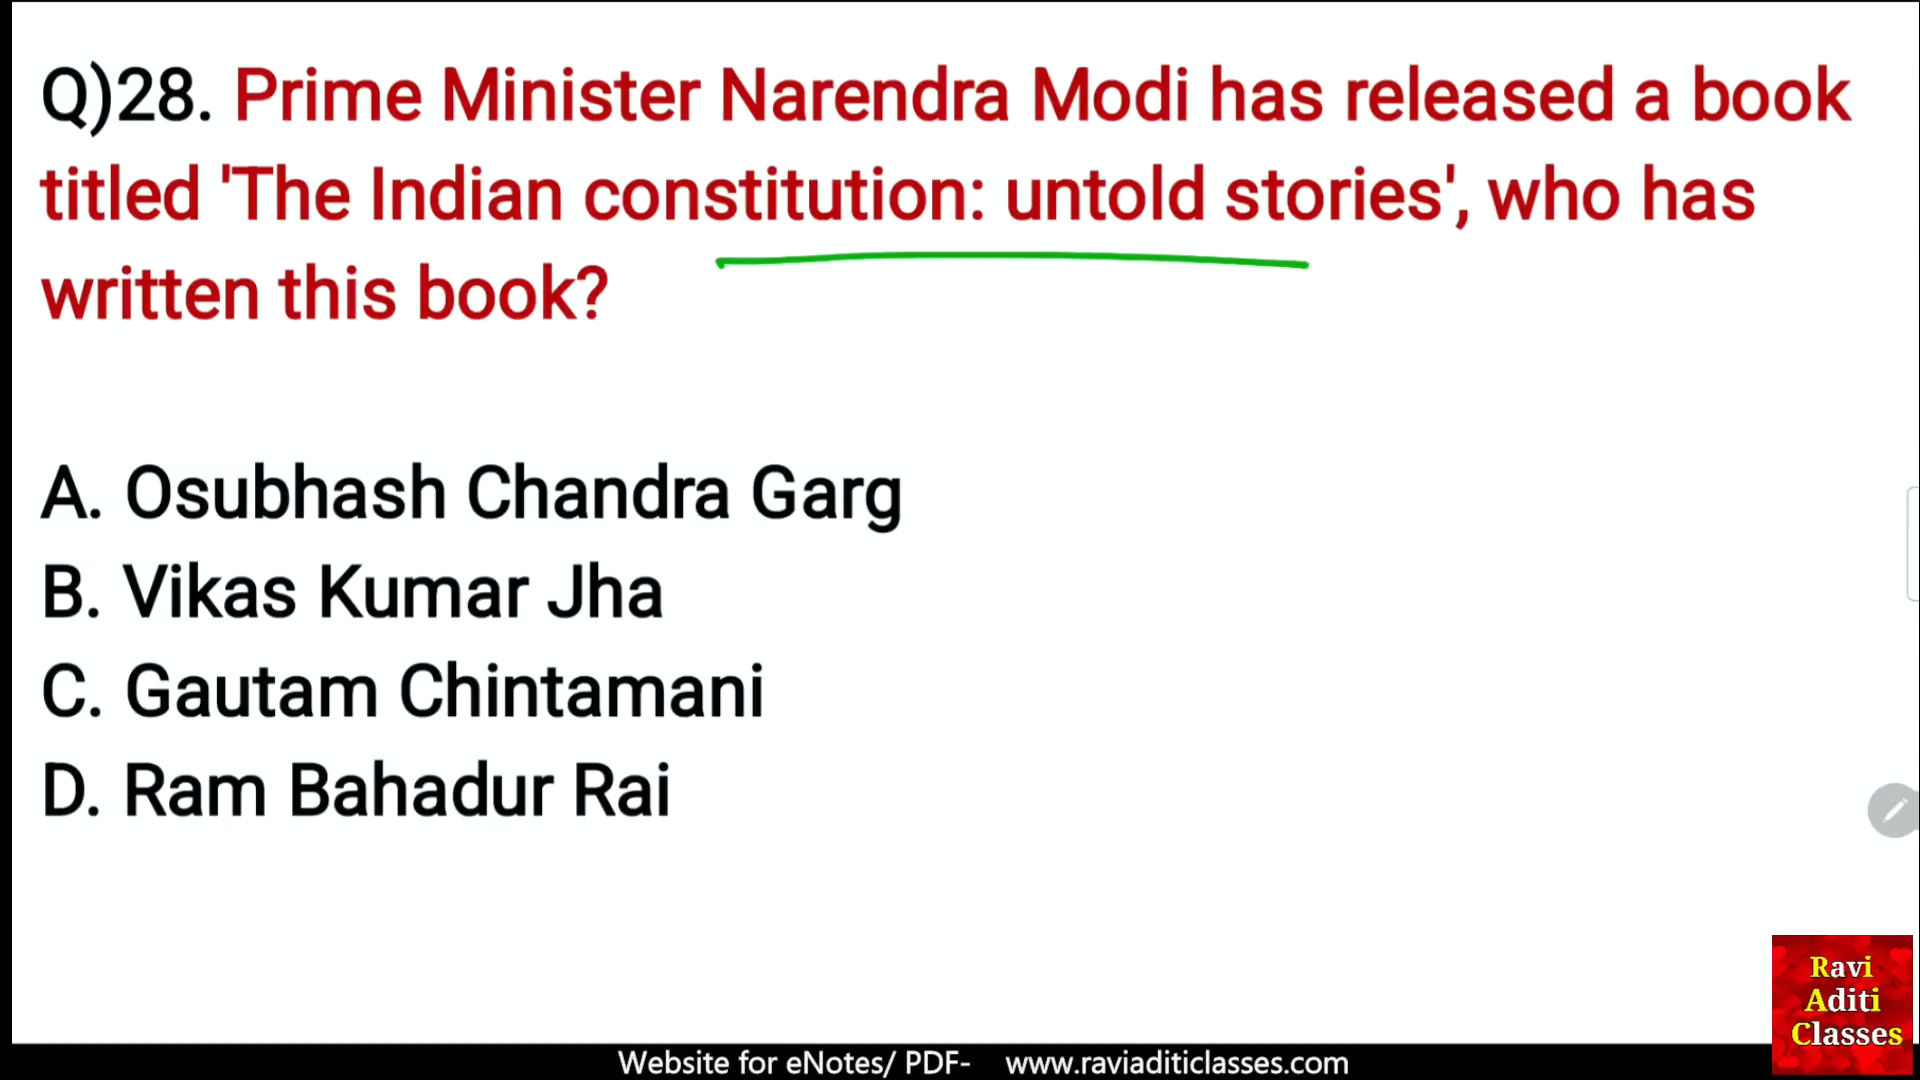 Q)28. Prime Minister Narendra Modi has released a book
titled 'The Indian constitution: untold stories', who has
written this book?
A. Osubhash Chandra Garg
B. Vikas Kumar Jha
C. Gautam Chintamani
D. Ram Bahadur Rai
Ravi
Aditi
Classes
Website for eNotes/ PDF- www.raviaditiclasses.com